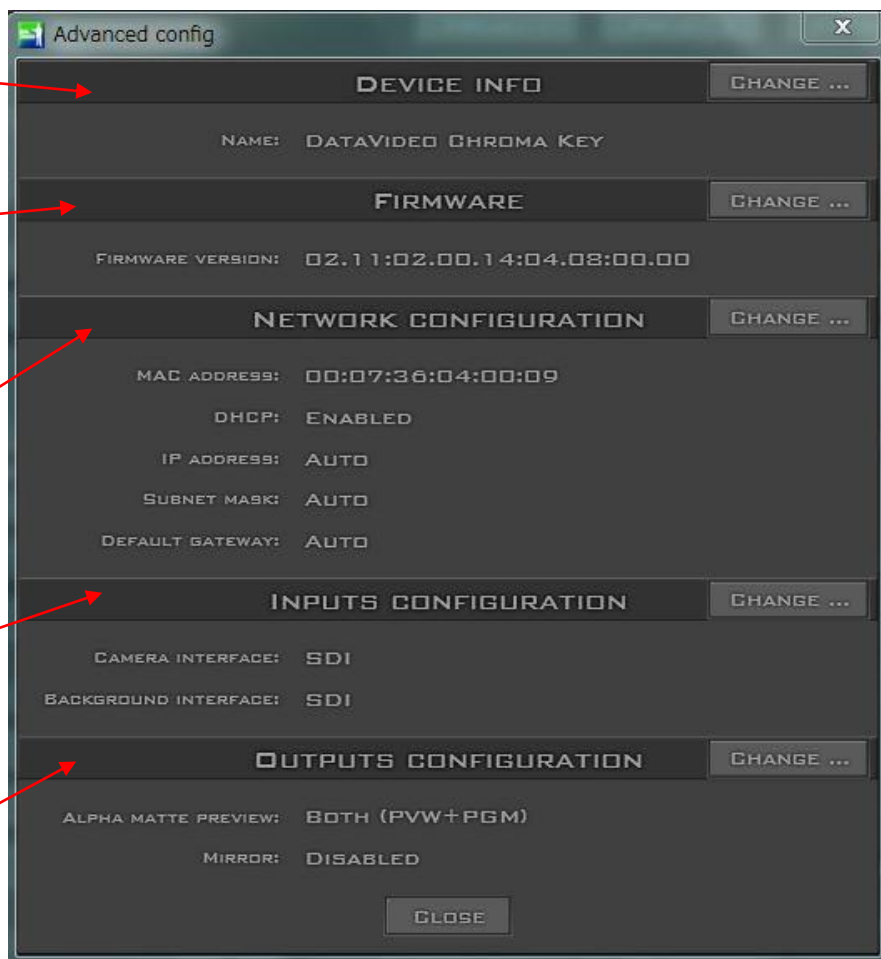 Advanced config
X
DEVICE INFO
CHANGE ...
NAME: DATAVIDEO CHROMA KEY
FIRMWARE
CHANGE ...
FIRMWARE VERSION: 02.11:02.00.14:04.08:00.00
NETWORK CONFIGURATION
CHANGE ...
MAC ADDRESS: 00:07:36:04:00:09
DHCP: ENABLED
IP ADDRESS: AUTO
SUBNET MASK: AUTO
DEFAULT GATEWAY: AUTO
INPUTS CONFIGURATION
CHANGE ...
CAMERA INTERFACE: SDI
BACKGROUND INTERFACE: SDI
OUTPUTS CONFIGURATION
CHANGE ...
ALPHA MATTE PREVIEW: BOTH (PVW+PGM)
MIRROR: DISABLED
CLOSE